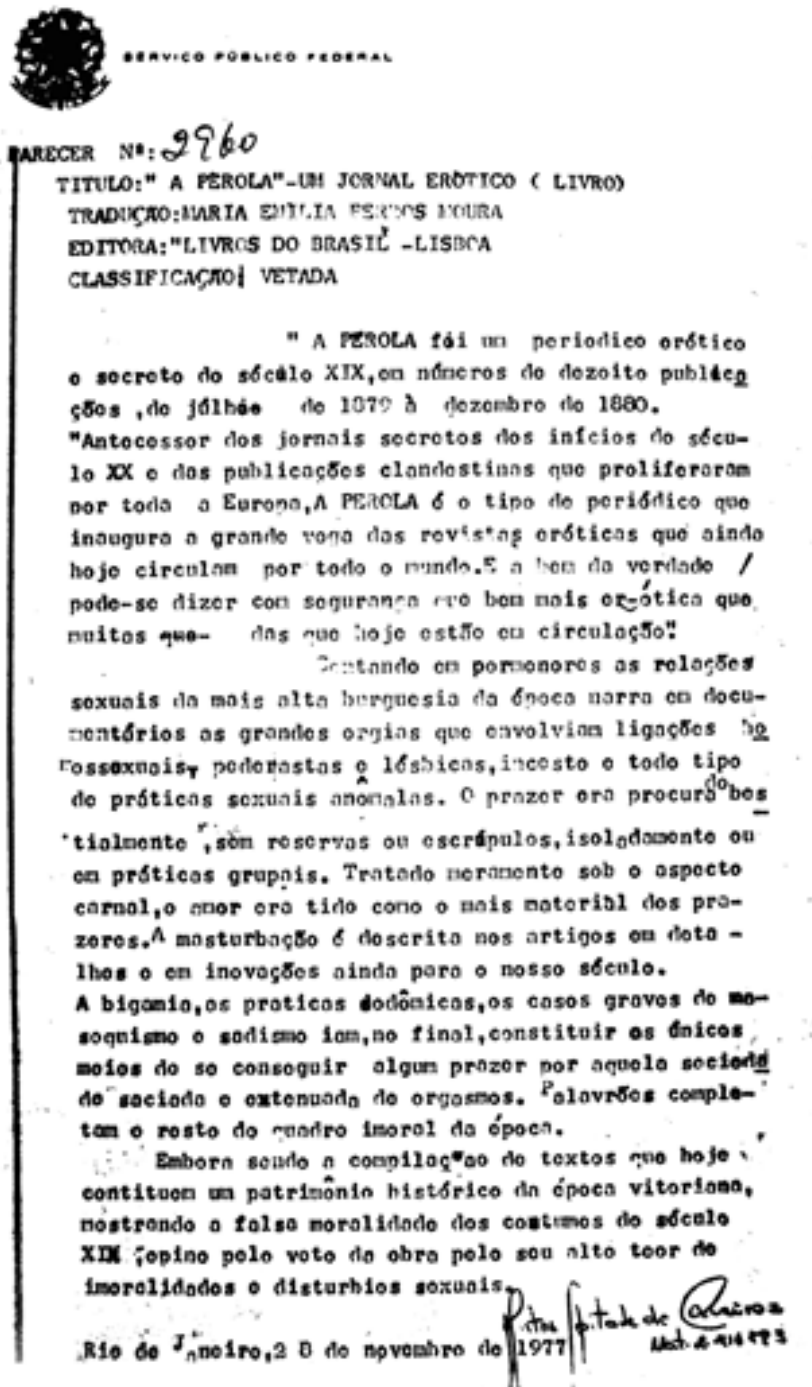 SERVIÇO PÚBLICO FEDERAL
PARECER Nº: 2960
TITULO:" A PEROLA"-UM JORNAL ERÓTICO ( LIVRO)
TRADUÇÃO:MARIA EMILIA MOURA
EDITORA:"LIVROS DO BRASIL -LISBOA
CLASSIFICAÇÃO: VETADA
" A PEROLA fói um periodico erótico
e secreto do século XIX,em números de dezoito publica
ções ,de júlho de 1879 à dezembro de 1880.
"Antecessor dos jornais secretos dos inícios do sécu-
lo XX e das publicações clandestinas que proliferaram
por toda a Europa,A PEROLA é o tipo de periódico que
inaugura a grande voga das revistas eróticas que ainda
hoje circulam por todo o mundo.E a bem da verdade /
pode-se dizer com segurança era bem mais erótica que
muitas que- das que hoje estão em circulação".
Contando em pormenores as relações
sexuais da mais alta burguesia da época narra em docu-
mentários as grandes orgias que envolviam ligações ho
mossexuais, pederastas e lésbicas,incesto e todo tipo
de práticas sexuais anômalas. O prazer era procurado bes
tialmente ,sem reservas ou escrúpulos,isoladamente ou
em práticas grupais. Tratado meramente sob o aspecto
carnal,o amor era tido como o mais material dos pra-
zeres.A masturbação é descrita nos artigos em deta -
lhes e em inovações ainda para o nosso século.
A bigamia,as praticas sodômicas,os casos graves de ma-
soquismo e sadismo iam,no final,constituir os únicos
meios de se conseguir algum prazer por aquela socieda
de saciada e extenuada de orgasmos. Palavrões comple-
tam o resto do quadro imoral da época.
Embora sendo a compilaçao de textos que hoje
contituem um patrimônio histórico da época vitoriana,
mostrando a falsa moralidade dos costumes do século
XIX ,opino pelo veto da obra pelo seu alto teor de
imoralidades e disturbios sexuais.
Rio de Janeiro,2 8 de novembro de 1977